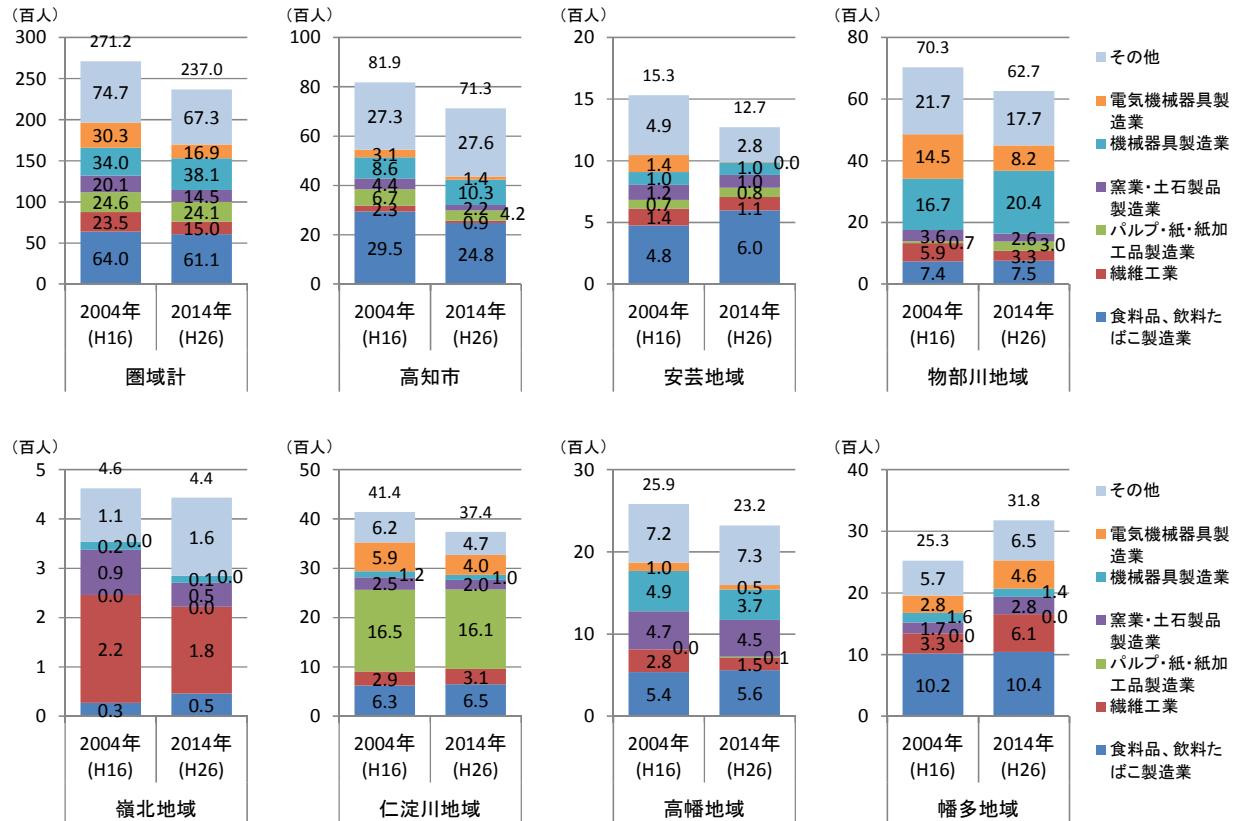 （百人）
300
250
200
150
100
50
0
271.2
74.7
30.3
34.0
20.1
24.6
23.5
64.0
237.0
67.3
16.9
38.1
14.5
24.1
15.0
61.1
2004年
(H16)
2014年
(H26)
圏域計
（百人）
100
80
60
40
20
0
81.9
27.3
3.1
8.6
4.4
6.7
2.3
29.5
71.3
27.6
1.4
10.3
2.2
4.2
0.9
24.8
2004年
(H16)
2014年
(H26)
高知市
（百人）
20
15
10
5
0
15.3
4.9
1.4
1.0
1.2
0.7
1.4
4.8
12.7
2.8
0.0
1.0
1.0
0.8
1.1
6.0
2004年
(H16)
2014年
(H26)
安芸地域
（百人）
80
60
40
20
0
70.3
21.7
14.5
16.7
3.6
0.7
5.9
7.4
62.7
17.7
8.2
20.4
2.6
3.0
3.3
7.5
2004年
(H16)
2014年
(H26)
物部川地域
その他
電気機械器具製
造業
機械器具製造業
窯業・土石製品
製造業
パルプ・紙・紙加
工品製造業
繊維工業
食料品、飲料た
ばこ製造業
（百人）
5
4
3
2
1
0
4.6
1.1
0.0
0.2
0.9
0.0
2.2
0.3
4.4
1.6
0.0
0.1
0.5
0.0
1.8
0.5
2004年
(H16)
2014年
(H26)
嶺北地域
（百人）
50
40
30
20
10
0
41.4
6.2
5.9
1.2
2.5
16.5
2.9
6.3
37.4
4.7
4.0
1.0
2.0
16.1
3.1
6.5
2004年
(H16)
2014年
(H26)
仁淀川地域
（百人）
30
20
10
0
25.9
7.2
1.0
4.9
4.7
0.0
2.8
5.4
23.2
7.3
0.5
3.7
4.5
0.1
1.5
5.6
2004年
(H16)
2014年
(H26)
高幡地域
（百人）
40
30
20
10
0
25.3
5.7
2.8
1.6
1.7
0.0
3.3
10.2
31.8
6.5
4.6
1.4
2.8
0.0
6.1
10.4
2004年
(H16)
2014年
(H26)
幡多地域
その他
電気機械器具製
造業
機械器具製造業
窯業・土石製品
製造業
パルプ・紙・紙加
工品製造業
繊維工業
食料品、飲料た
ばこ製造業